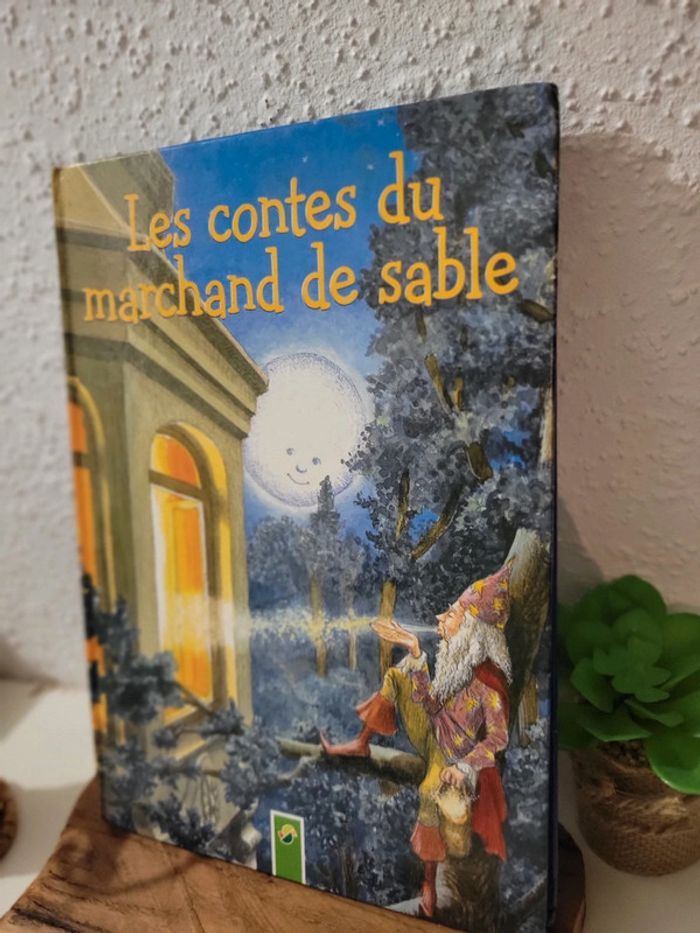 Les contes du
marchand de sable